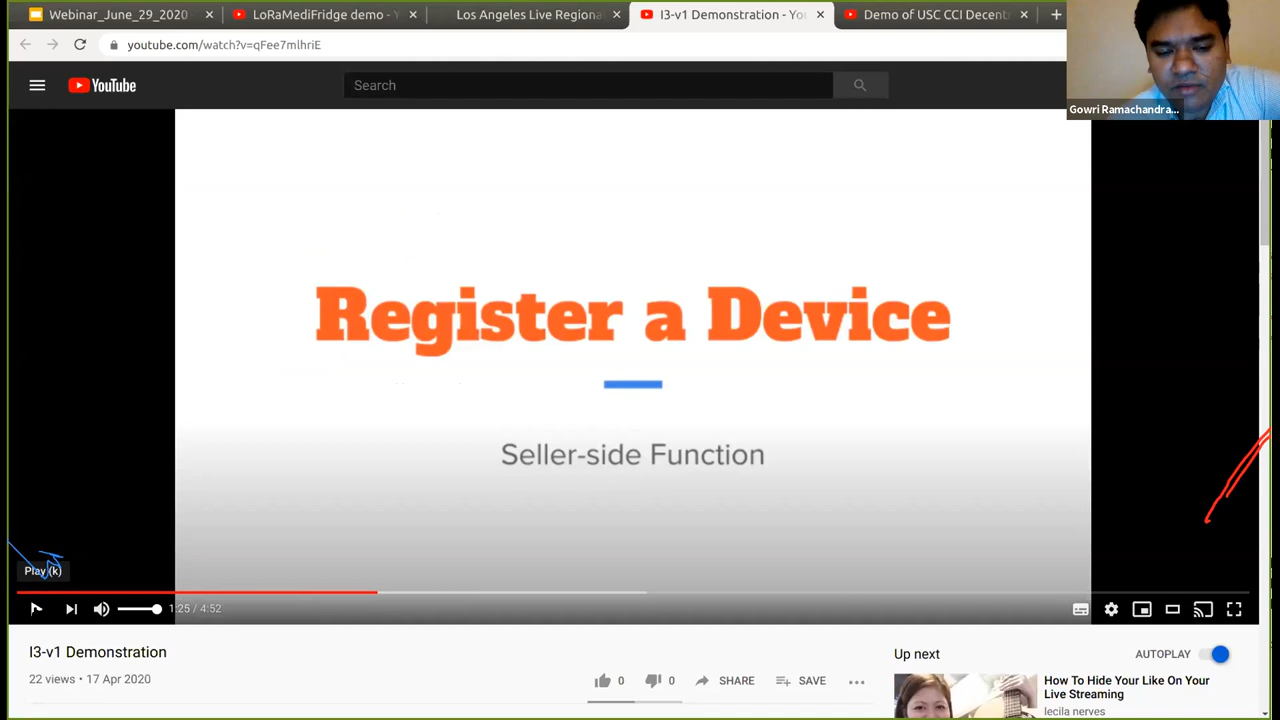 Webinar_June_29_2020
LoRaMediFridge demo -
Los Angeles Live Regiona
I3-v1 Demonstration - Yo
Demo of USC CCI Decent
youtube.com/watch?v=qFee7mlhriE
Gowri Ramachandra...
YouTube
Search
Register a Device
Seller-side Function
Play (k)
1:25 / 4:52
I3-v1 Demonstration
22 views • 17 Apr 2020
0
0
SHARE
SAVE
Up next
AUTOPLAY
How To Hide Your Like On Your
Live Streaming
lecila nerves